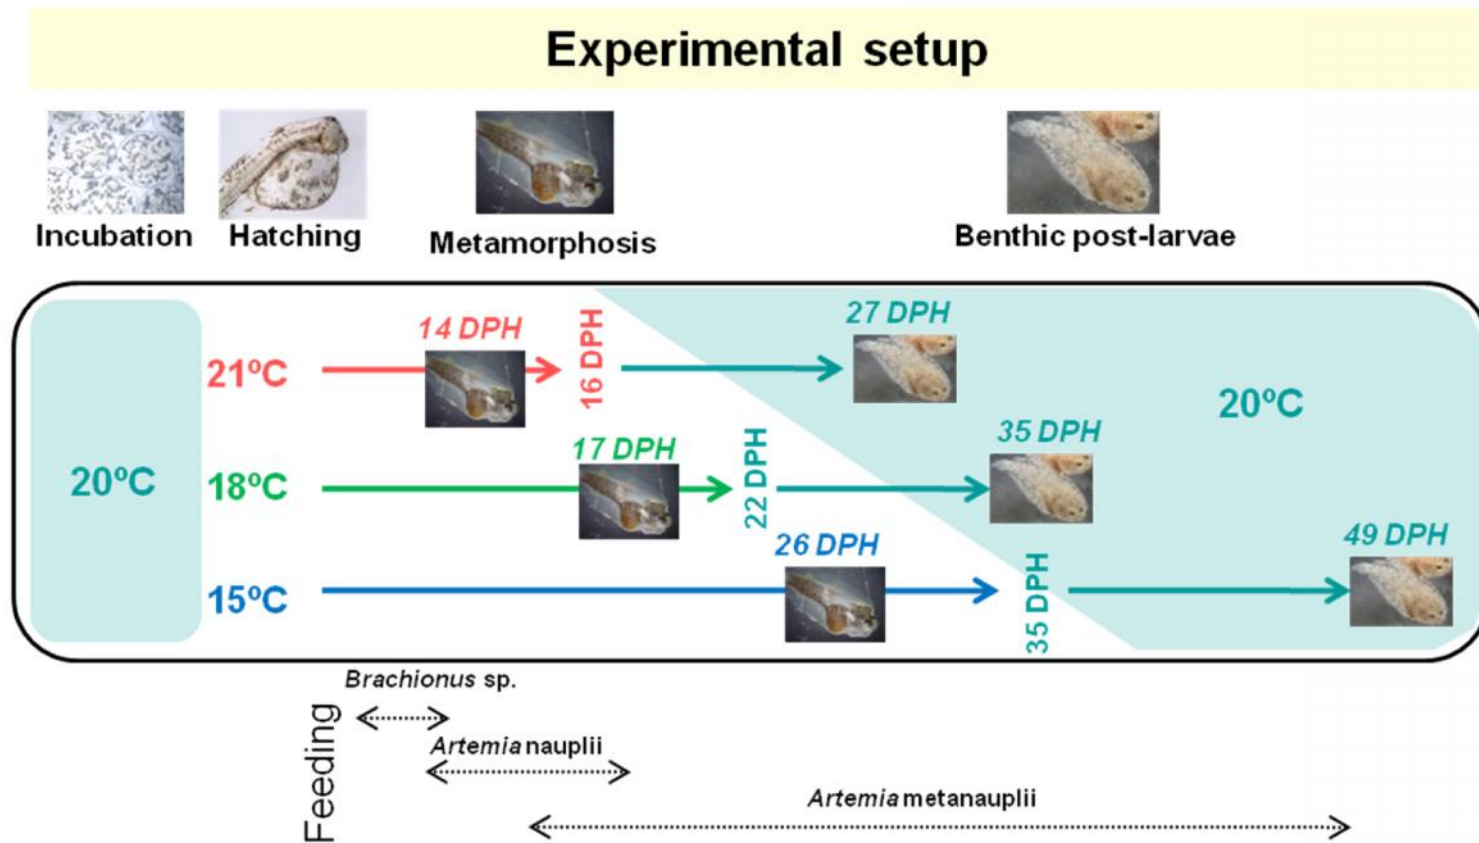 Experimental setup
Incubation
Hatching
Metamorphosis
Benthic post-larvae
14 DPH
16 DPH
27 DPH
21ºC
20ºC
17 DPH
22 DPH
35 DPH
20ºC
18ºC
26 DPH
35 DPH
49 DPH
15ºC
Feeding
Brachionus sp.
Artemia nauplii
Artemia metanauplii